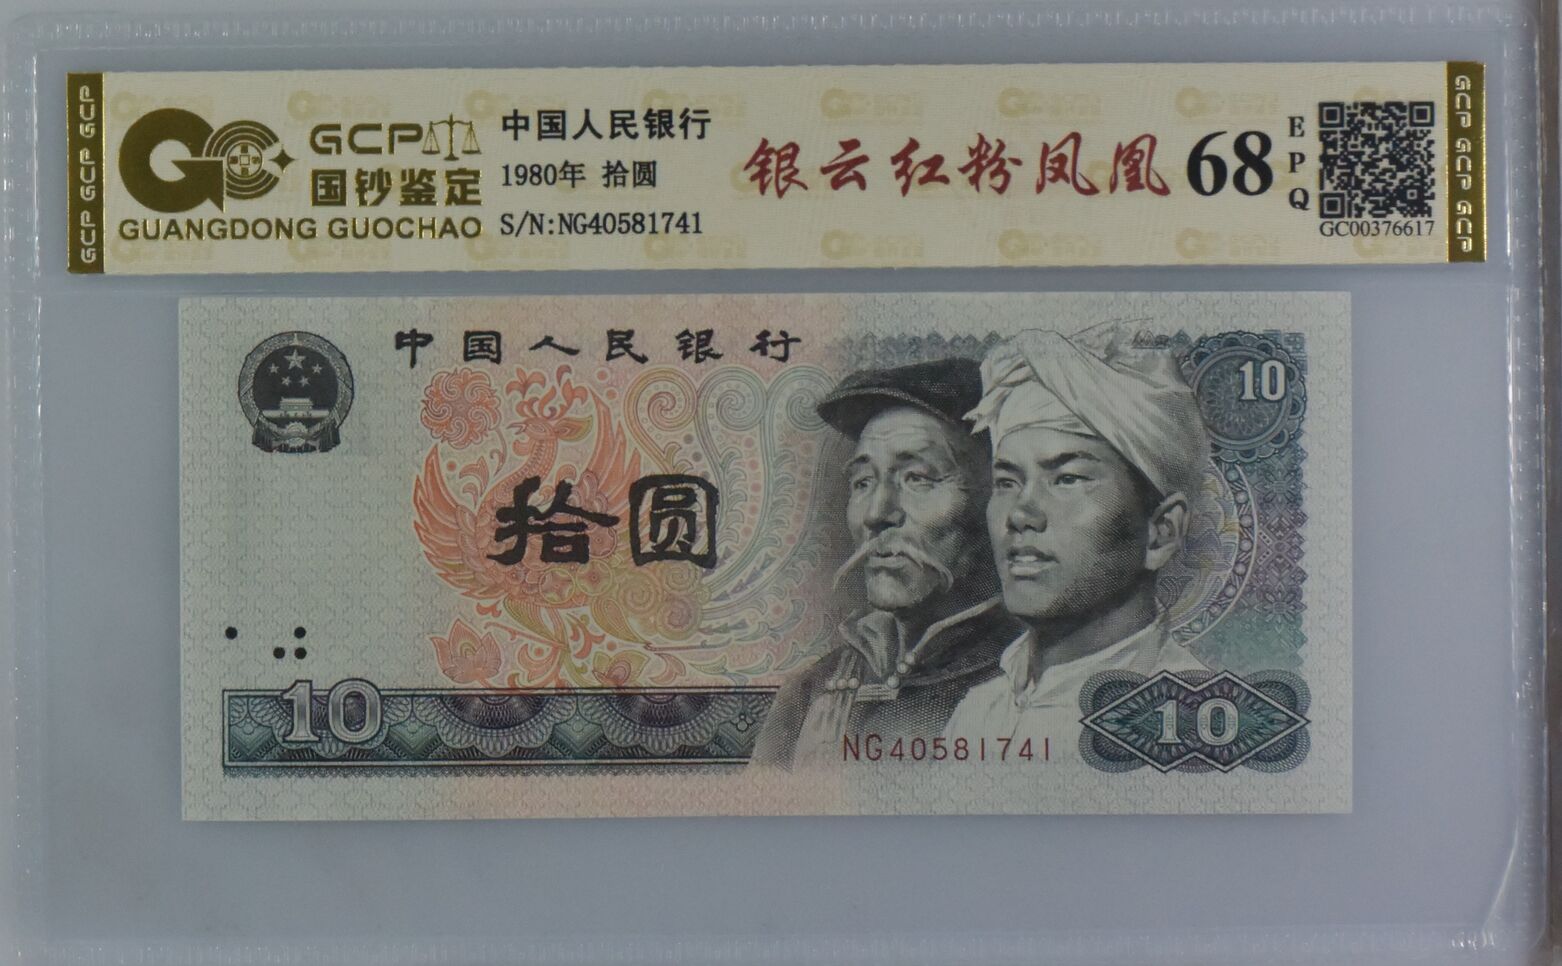 GCP GCP GCP
GCP
国钞鉴定
GUANGDONG GUOCHAO
中国人民银行
1980年 拾圆
S/N:NG40581741
银云红粉凤凰
68
EPQ
GC00376617
GCP GCP GCP
中国人民银行
10
拾圆
10
NG40581741
10